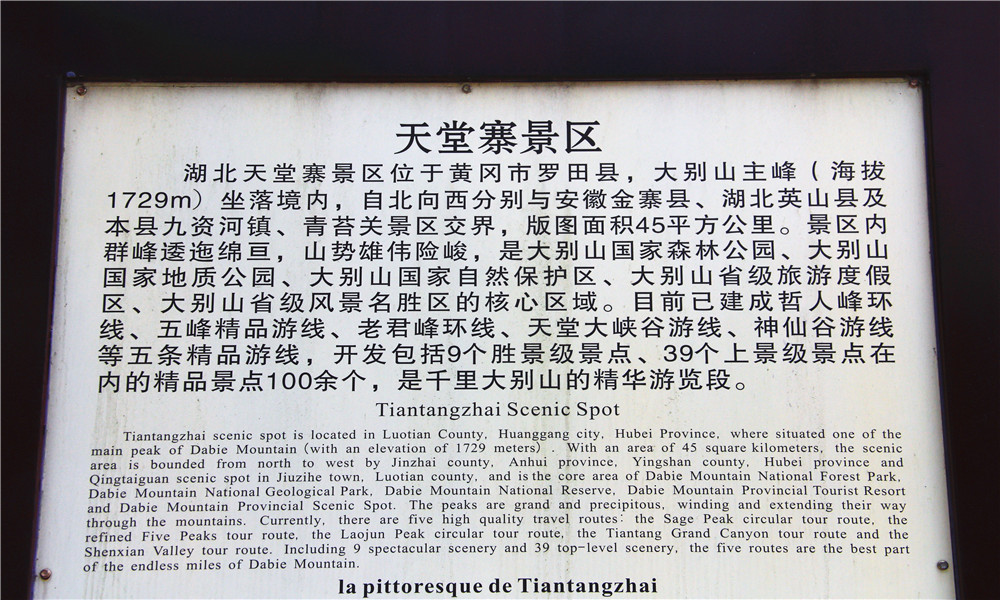 天堂寨景区
湖北天堂寨景区位于黄冈市罗田县，大别山主峰（海拔
1729m）坐落境内，自北向西分别与安徽金寨县、湖北英山县及
本县九资河镇、青苔关景区交界，版图面积45平方公里。景区内
群峰逶迤绵亘，山势雄伟险峻，是大别山国家森林公园、大别山
国家地质公园、大别山国家自然保护区、大别山省级旅游度假
区、大别山省级风景名胜区的核心区域。目前已建成哲人峰环
线、五峰精品游线、老君峰环线、天堂大峡谷游线、神仙谷游线
等五条精品游线，开发包括9个胜景级景点、39个上景级景点在
内的精品景点100余个，是千里大别山的精华游览段。
Tiantangzhai Scenic Spot
Tiantangzhai scenic spot is located in Luotian County, Huanggang city, Hubei Province, where situated one of the
main peak of Dabie Mountain (with an elevation of 1729 meters) . With an area of 45 square kilometers, the scenic
area is bounded from north to west by Jinzhai county, Anhui province, Yingshan county, Hubei province and
Qingtaiguan scenic spot in Jiuzihe town, Luotian county, and is the core area of Dabie Mountain National Forest Park,
Dabie Mountain National Geological Park, Dabie Mountain National Reserve, Dabie Mountain Provincial Tourist Resort
and Dabie Mountain Provincial Scenic Spot. The peaks are grand and precipitous, winding and extending their way
through the mountains. Currently, there are five high quality travel routes: the Sage Peak circular tour route, the
refined Five Peaks tour route, the Laojun Peak circular tour route, the Tiantang Grand Canyon tour route and the
Shenxian Valley tour route. Including 9 spectacular scenery and 39 top-level scenery, the five routes are the best part
of the endless miles of Dabie Mountain.
la pittoresque de Tiantangzhai